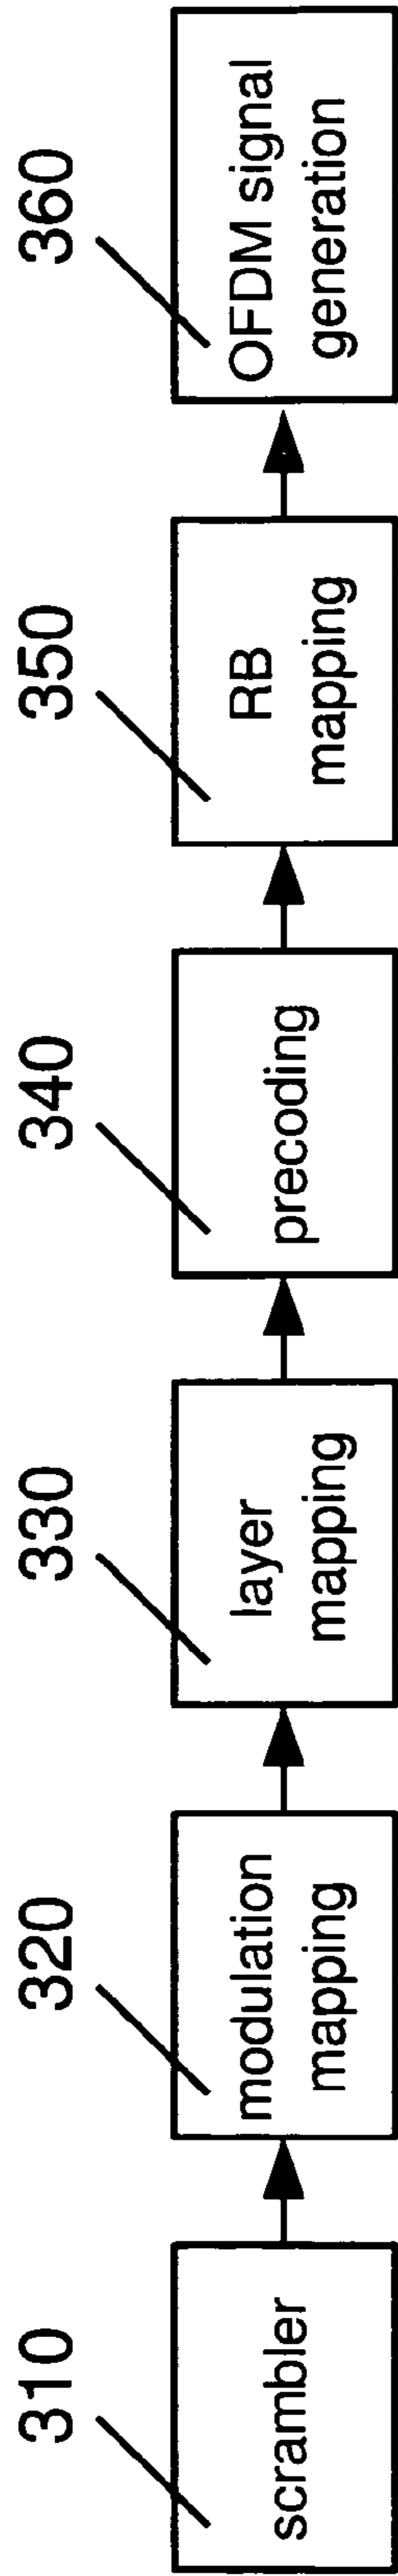 310
scrambler
320
modulation
mapping
330
layer
mapping
340
precoding
350
RB
mapping
360
OFDM signal
generation